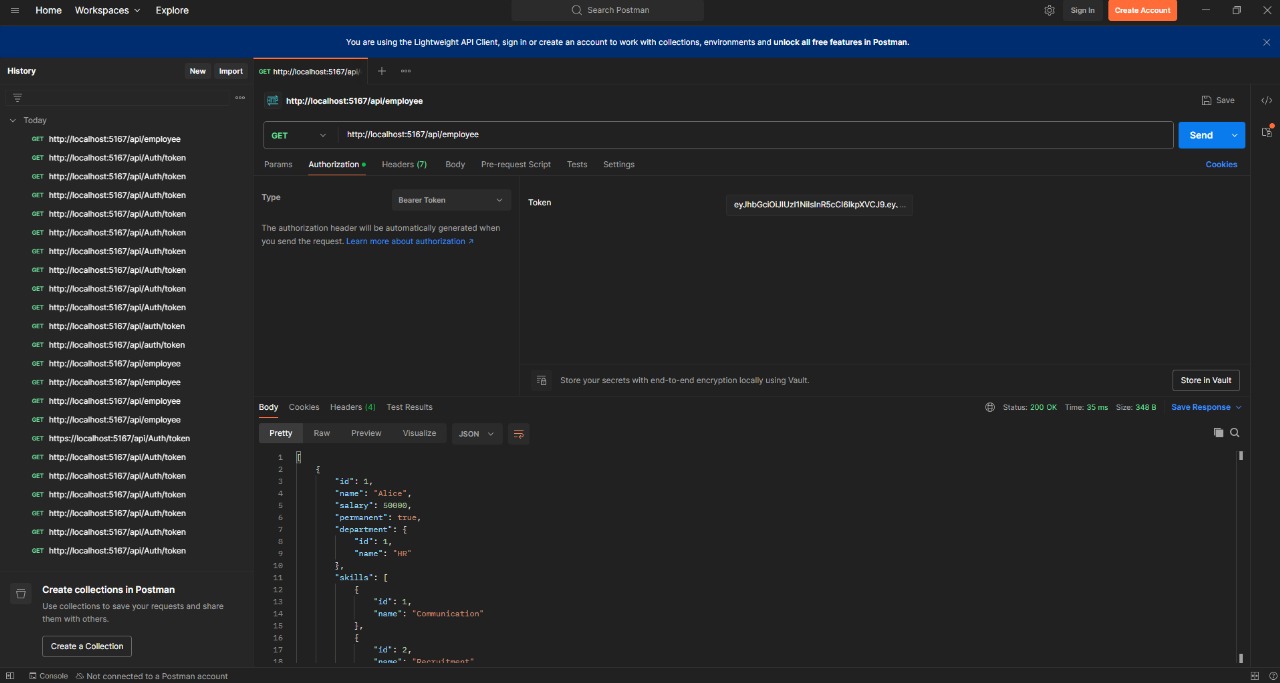 Home Workspaces Explore Search Postman Sign In Create Account
You are using the Lightweight API Client, sign in or create an account to work with collections, environments and unlock all free features in Postman.
History New Import
GET http://localhost:5167/api/
Today
GET http://localhost:5167/api/employee
GET http://localhost:5167/api/Auth/token
GET http://localhost:5167/api/Auth/token
GET http://localhost:5167/api/Auth/token
GET http://localhost:5167/api/Auth/token
GET http://localhost:5167/api/Auth/token
GET http://localhost:5167/api/Auth/token
GET http://localhost:5167/api/Auth/token
GET http://localhost:5167/api/Auth/token
GET http://localhost:5167/api/Auth/token
GET http://localhost:5167/api/auth/token
GET http://localhost:5167/api/auth/token
GET http://localhost:5167/api/employee
GET http://localhost:5167/api/employee
GET http://localhost:5167/api/employee
GET http://localhost:5167/api/employee
GET https://localhost:5167/api/Auth/token
GET http://localhost:5167/api/Auth/token
GET http://localhost:5167/api/Auth/token
GET http://localhost:5167/api/Auth/token
GET http://localhost:5167/api/Auth/token
GET http://localhost:5167/api/Auth/token
GET http://localhost:5167/api/Auth/token
Create collections in Postman
Use collections to save your requests and share
them with others.
Create a Collection
http://localhost:5167/api/employee Save
GET http://localhost:5167/api/employee Send
Params Authorization Headers (7) Body Pre-request Script Tests Settings Cookies
Type Bearer Token
The authorization header will be automatically generated when
you send the request. Learn more about authorization ↗
Token
Store your secrets with end-to-end encryption locally using Vault. Store in Vault
Body Cookies Headers (4) Test Results Status: 200 OK Time: 35 ms Size: 348 B Save Response
Pretty Raw Preview Visualize JSON
1 [
2 {
3 "id": 1,
4 "name": "Alice",
5 "salary": 50000,
6 "permanent": true,
7 "department": {
8 "id": 1,
9 "name": "HR"
10 },
11 "skills": [
12 {
13 "id": 1,
14 "name": "Communication"
15 },
16 {
17 "id": 2,
18 "name": "Recruitment"
Console Not connected to a Postman account